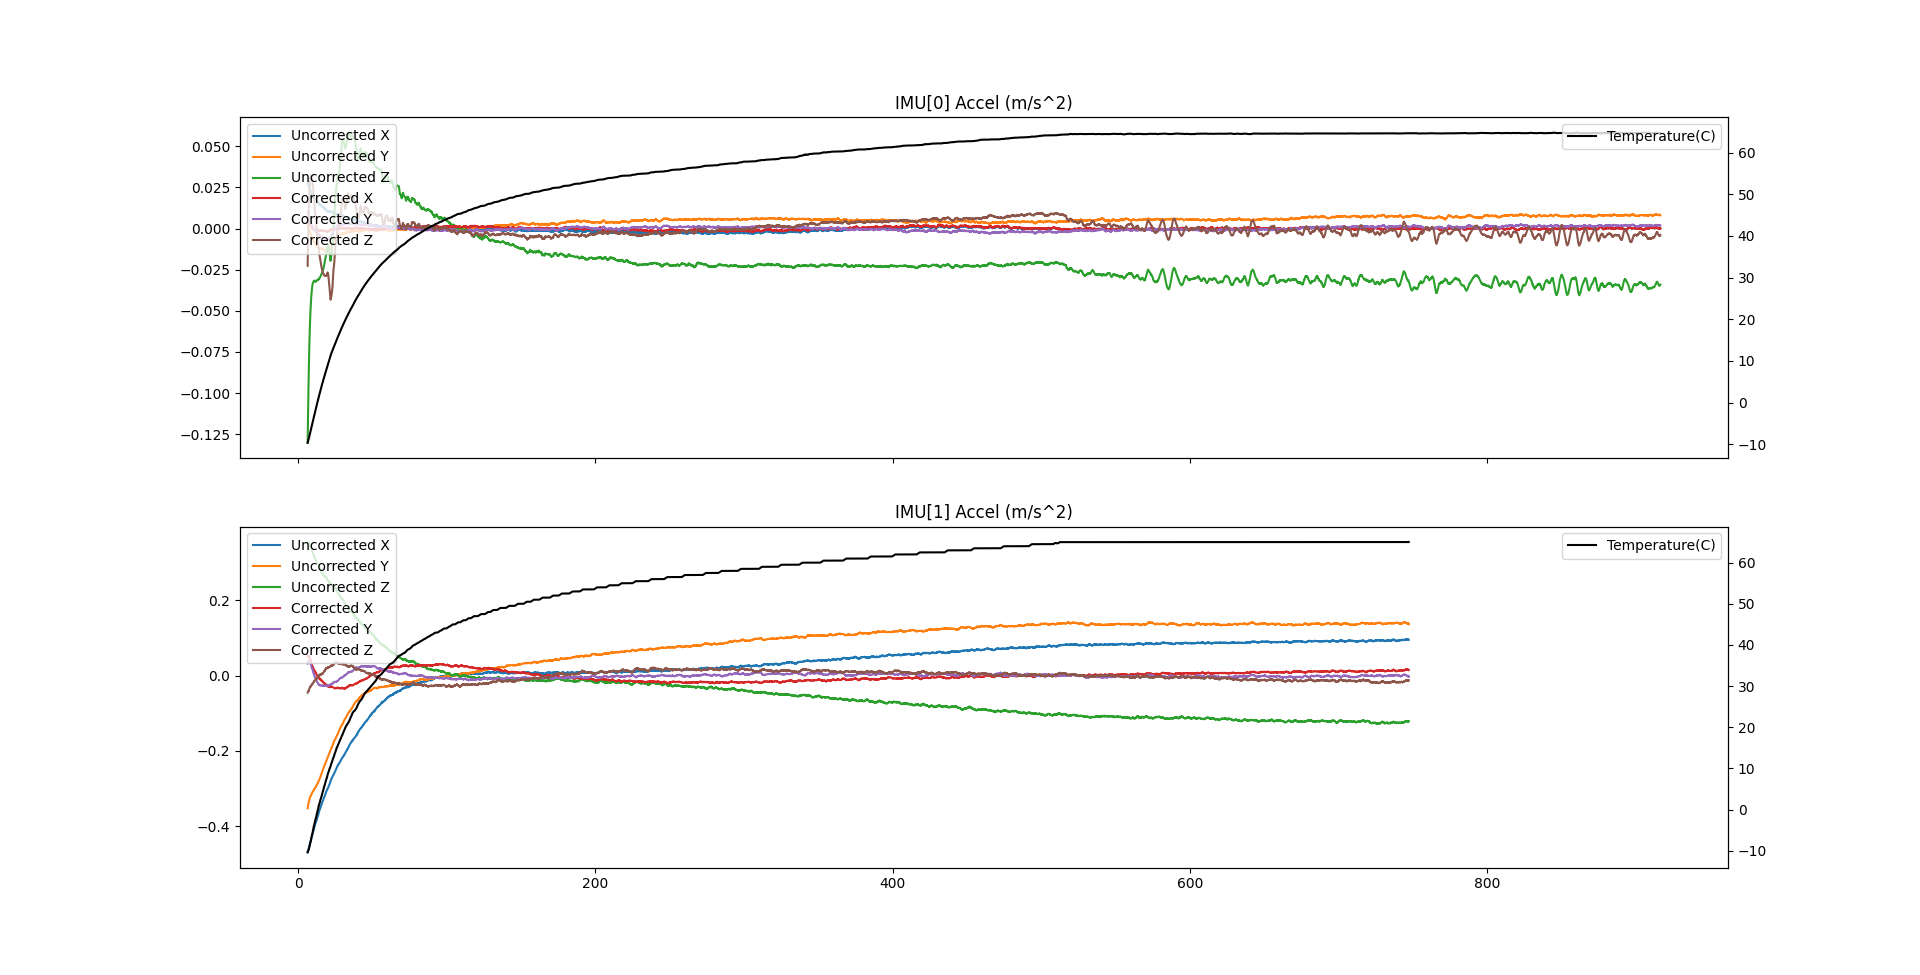 IMU[0] Accel (m/s^2)
Uncorrected X
Uncorrected Y
Uncorrected Z
Corrected X
Corrected Y
Corrected Z
Temperature(C)
0.050
0.025
0.000
−0.025
−0.050
−0.075
−0.100
−0.125
60
50
40
30
20
10
0
−10
IMU[1] Accel (m/s^2)
Uncorrected X
Uncorrected Y
Uncorrected Z
Corrected X
Corrected Y
Corrected Z
Temperature(C)
0.2
0.0
−0.2
−0.4
60
50
40
30
20
10
0
−10
0 200 400 600 800